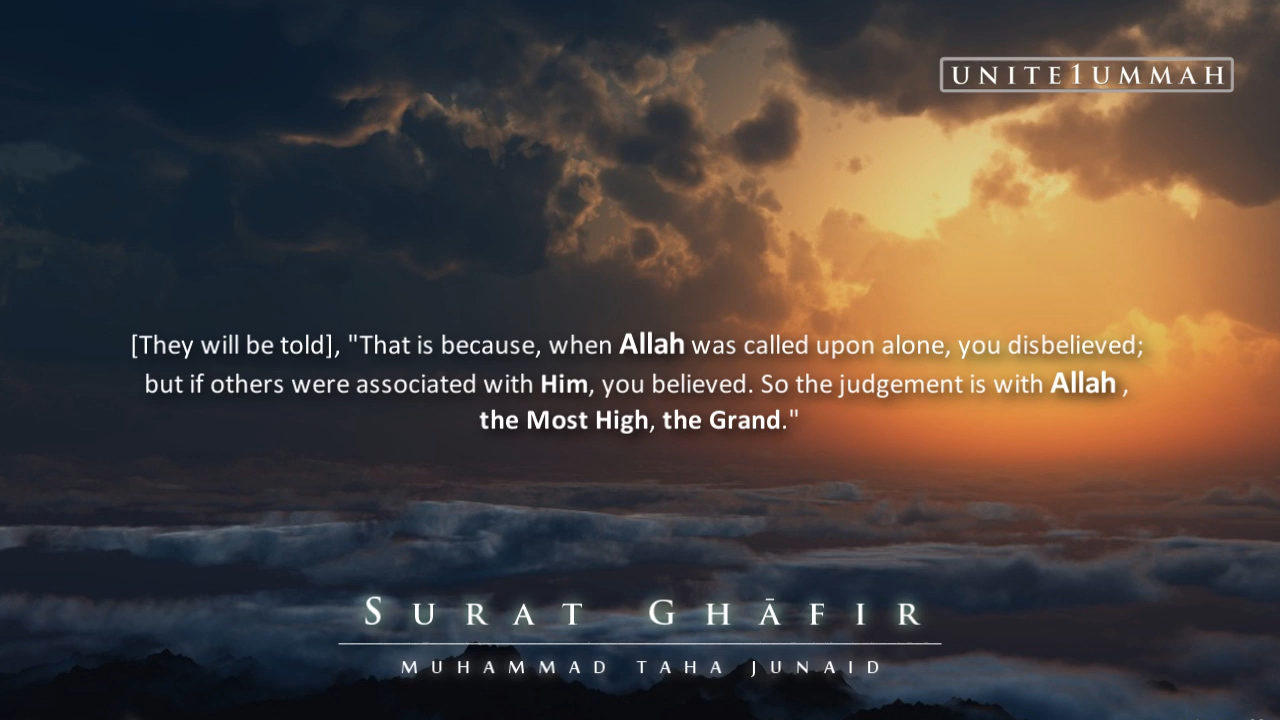 UNITE1UMMAH
[They will be told], "That is because, when Allah was called upon alone, you disbelieved;
but if others were associated with Him, you believed. So the judgement is with Allah ,
the Most High, the Grand."
SURAT GHĀFIR
MUHAMMAD TAHA JUNAID